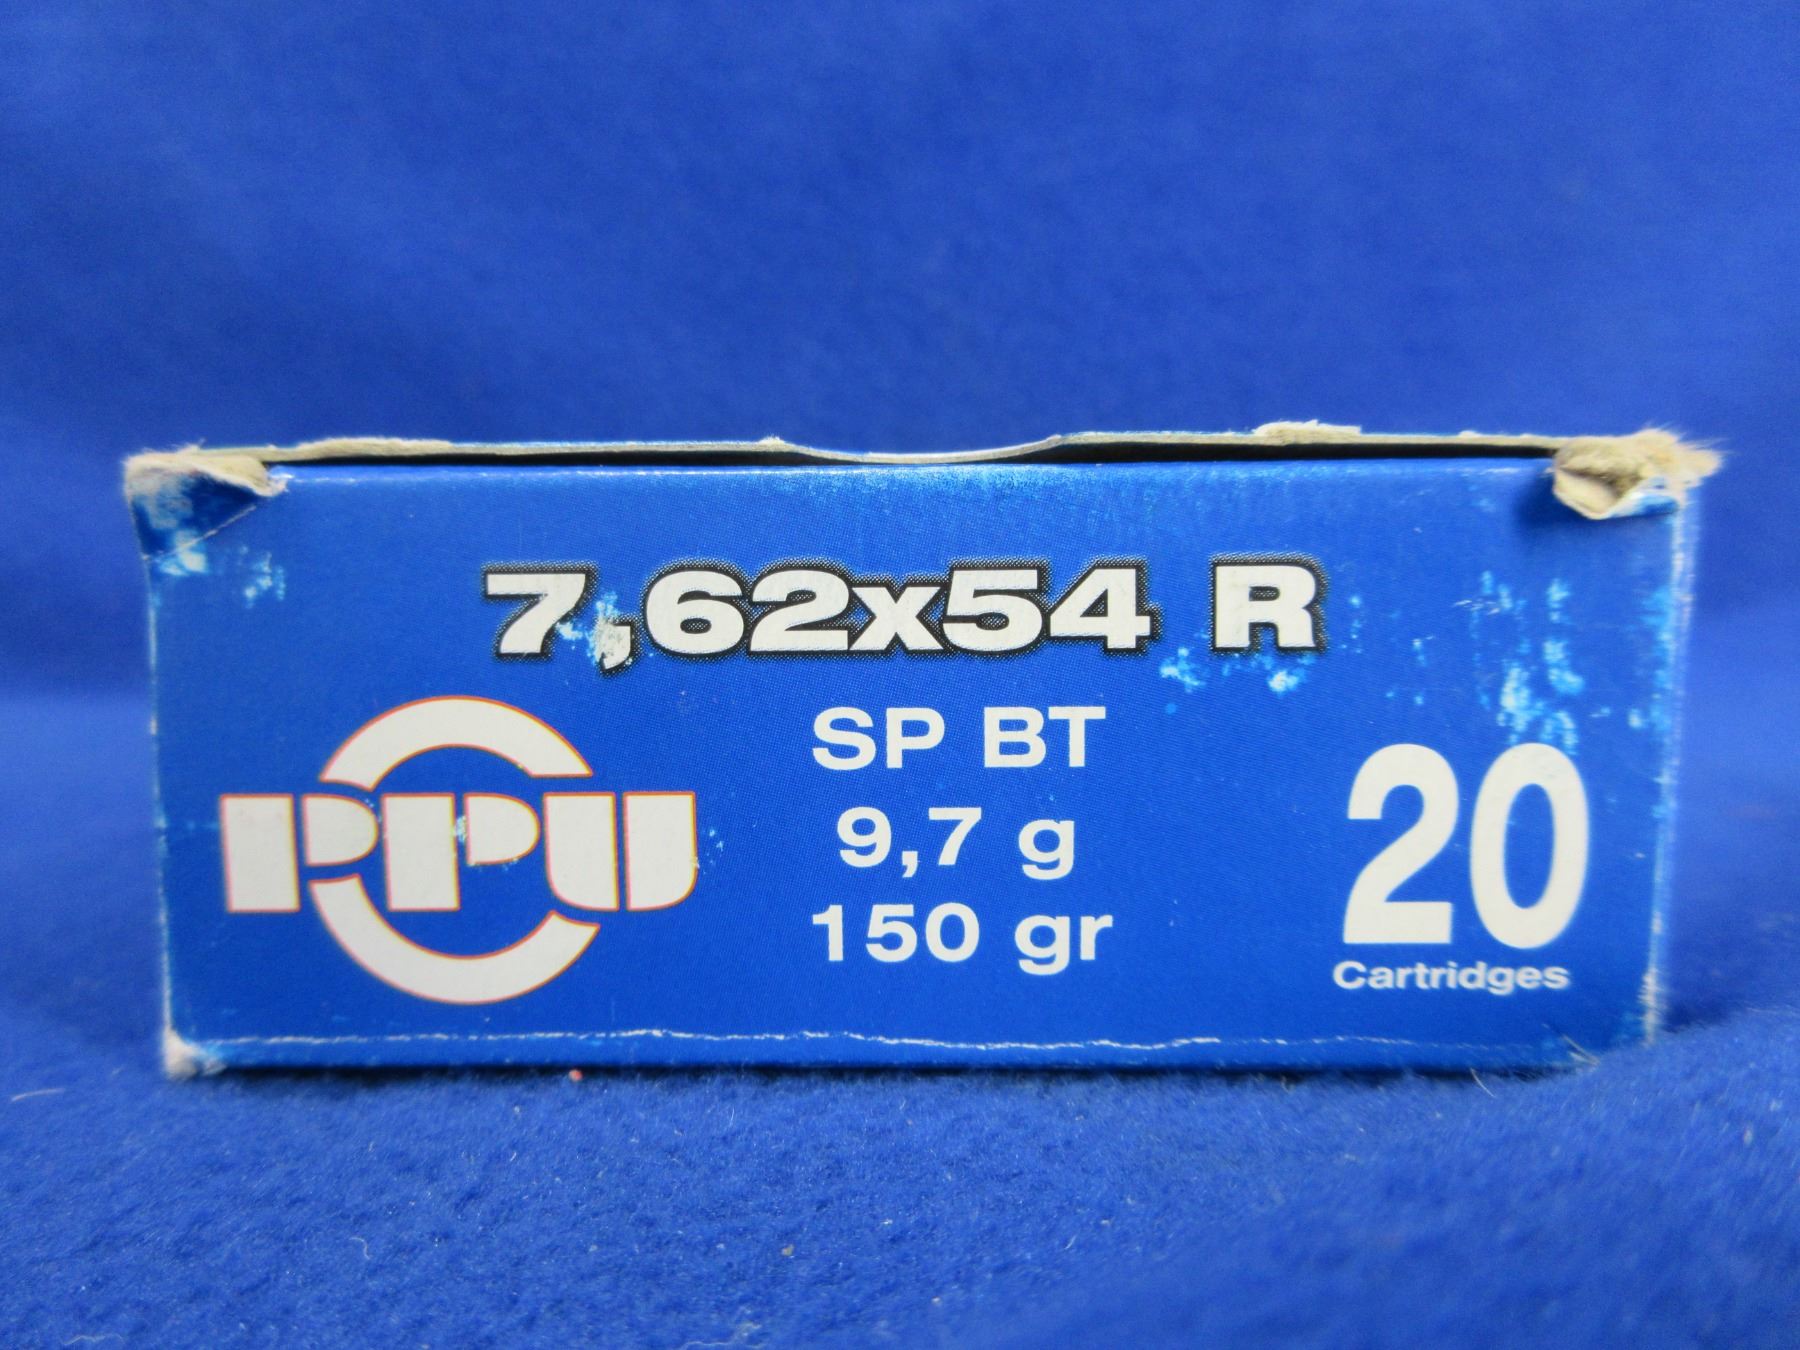 7,62x54 R
PPU
SP BT
9,7 g
150 gr
20
Cartridges